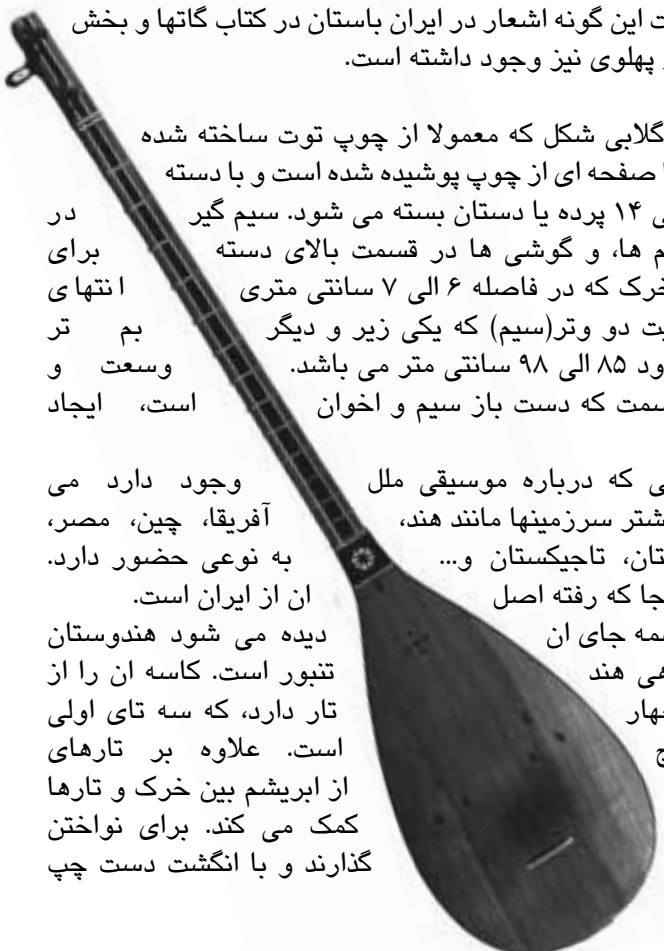 ت این گونه اشعار در ایران باستان در کتاب گاتها و بخش
پهلوی نیز وجود داشته است.
گلابی شکل که معمولا از چوپ توت ساخته شده
صفحه ای از چوپ پوشیده شده است و با دسته
ی ۱۴ پرده یا دستان بسته می شود. سیم گیر در
م ها، و گوشی ها در قسمت بالای دسته برای
خرک که در فاصله ۶ الی ۷ سانتی متری انتهای
یت دو وتر(سیم) که یکی زیر و دیگر بم تر
ود ۸۵ الی ۹۸ سانتی متر می باشد. وسعت و
سمت که دست باز سیم و اخوان است، ایجاد
ی که درباره موسیقی ملل وجود دارد می
شتر سرزمینها مانند هند، آفریقا، چین، مصر،
تان، تاجیکستان و... به نوعی حضور دارد.
جا که رفته اصل ان از ایران است.
مه جای ان دیده می شود هندوستان
هی هند تنبور است. کاسه ان را از
هار تار دارد، که سه تای اولی
ج است. علاوه بر تارهای
از ابریشم بین خرک و تارها
کمک می کند. برای نواختن
گذارند و با انگشت دست چپ